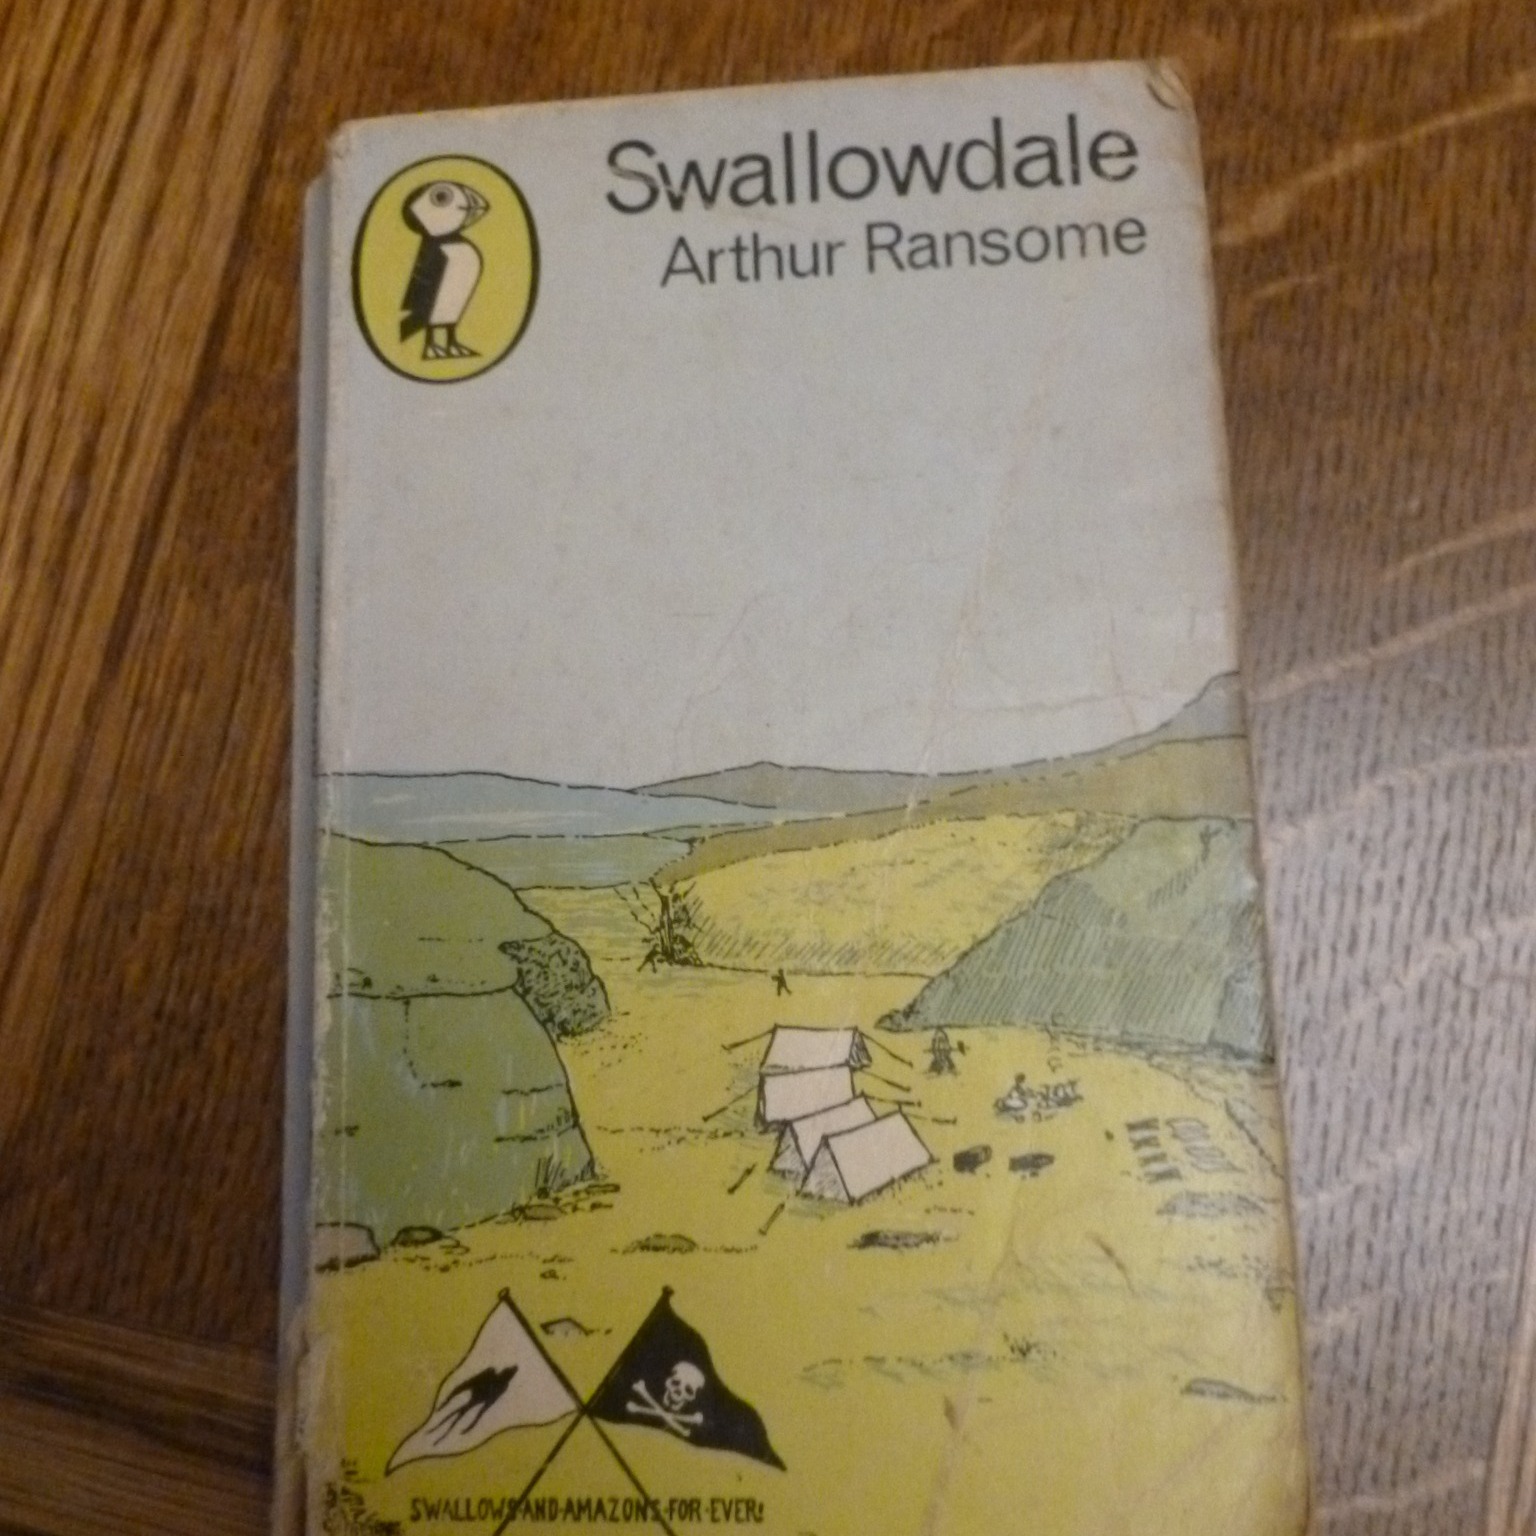 Swallowdale
Arthur Ransome
SWALLOWS·AND·AMAZONS·FOR·EVER!